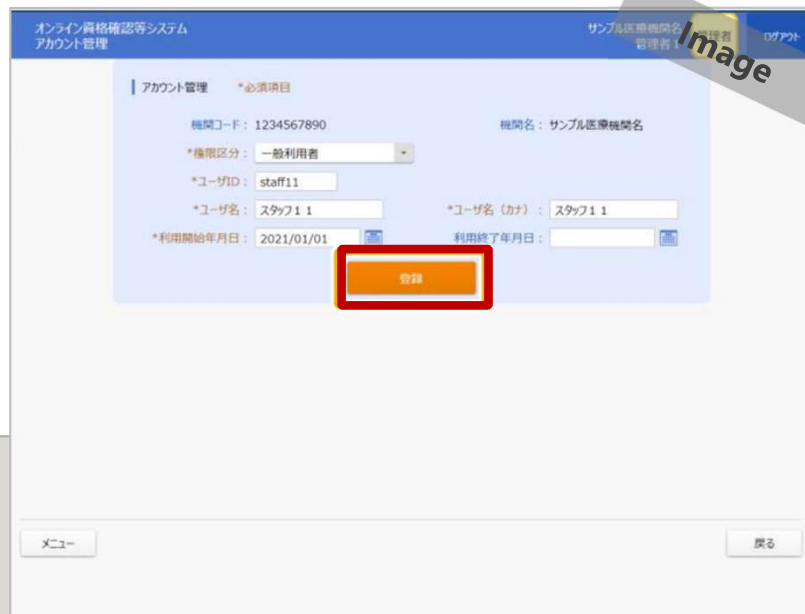 オンライン資格確認等システム
アカウント管理
サンプル医療機関名
管理者1
管理者
ログアウト
Image
アカウント管理 *必須項目
機関コード: 1234567890 機関名: サンプル医療機関名
*権限区分: 一般利用者
*ユーザID: staff11
*ユーザ名: スタッフ11 *ユーザ名 (カナ) : スタッフ11
*利用開始年月日: 2021/01/01 利用終了年月日:
登録
メニュー 戻る